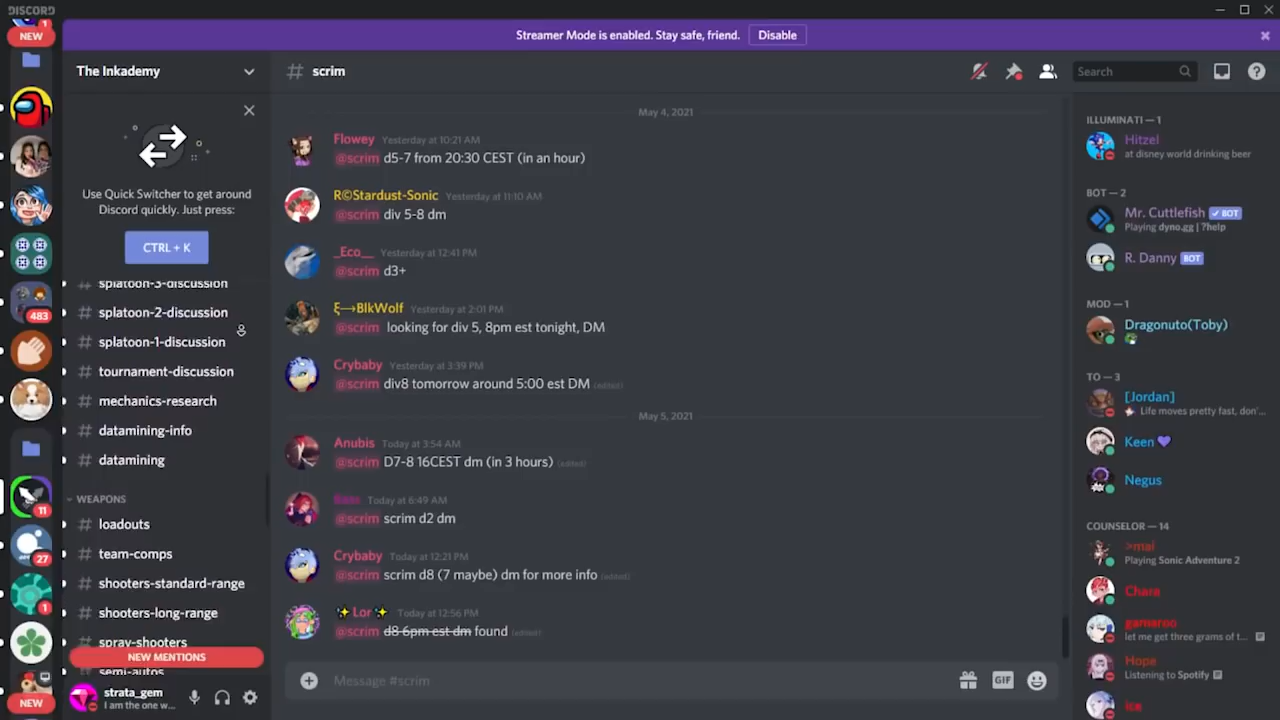 DISCORD
Streamer Mode is enabled. Stay safe, friend. Disable
1
NEW
483
11
27
1
NEW
The Inkademy
Use Quick Switcher to get around
Discord quickly. Just press:
CTRL + K
splatoon-3-discussion
splatoon-2-discussion
splatoon-1-discussion
tournament-discussion
mechanics-research
datamining-info
datamining
WEAPONS
loadouts
team-comps
shooters-standard-range
shooters-long-range
spray-shooters
NEW MENTIONS
semi-autos
strata_gem
I am the one w...
# scrim
Search
May 4, 2021
Flowey Yesterday at 10:21 AM
@scrim d5-7 from 20:30 CEST (in an hour)
R©Stardust-Sonic Yesterday at 11:10 AM
@scrim div 5-8 dm
_Eco__ Yesterday at 12:41 PM
@scrim d3+
ξ—>BlkWolf Yesterday at 2:01 PM
@scrim looking for div 5, 8pm est tonight, DM
Crybaby Yesterday at 3:39 PM
@scrim div8 tomorrow around 5:00 est DM (edited)
May 5, 2021
Anubis Today at 3:54 AM
@scrim D7-8 16CEST dm (in 3 hours) (edited)
Today at 6:49 AM
@scrim scrim d2 dm
Crybaby Today at 12:21 PM
@scrim scrim d8 (7 maybe) dm for more info (edited)
✨Lor✨ Today at 12:56 PM
@scrim d8 6pm est dm found (edited)
Message #scrim
GIF
ILLUMINATI — 1
Hitzel
at disney world drinking beer
BOT — 2
Mr. Cuttlefish ✓ BOT
Playing dyno.gg | ?help
R. Danny BOT
MOD — 1
Dragonuto(Toby)
TO — 3
[Jordan]
Life moves pretty fast, don'...
Keen 💜
Negus
COUNSELOR — 14
>mai
Playing Sonic Adventure 2
Chara
gamaroo
let me get three grams of t...
Hope
Listening to Spotify
ice